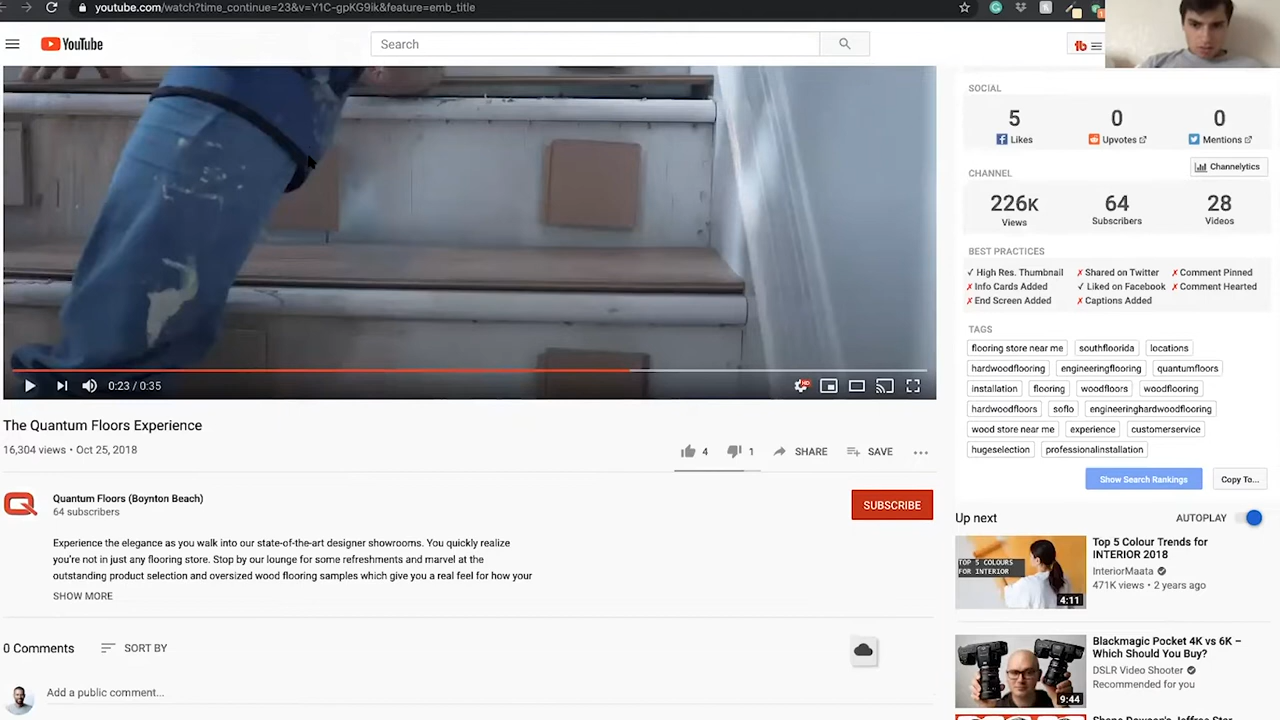 youtube.com/watch?time_continue=23&v=Y1C-gpKG9ik&feature=emb_title
YouTube
Search
tb
0:23 / 0:35
HD
The Quantum Floors Experience
16,304 views • Oct 25, 2018
4
1
SHARE
SAVE
Quantum Floors (Boynton Beach)
64 subscribers
SUBSCRIBE
Experience the elegance as you walk into our state-of-the-art designer showrooms. You quickly realize
you're not in just any flooring store. Stop by our lounge for some refreshments and marvel at the
outstanding product selection and oversized wood flooring samples which give you a real feel for how your
SHOW MORE
0 Comments
SORT BY
Add a public comment...
SOCIAL
5 0 0
Likes Upvotes Mentions
Channelytics
CHANNEL
226K 64 28
Views Subscribers Videos
BEST PRACTICES
✓ High Res. Thumbnail ✗ Shared on Twitter ✗ Comment Pinned
✗ Info Cards Added ✓ Liked on Facebook ✗ Comment Hearted
✗ End Screen Added ✗ Captions Added
TAGS
flooring store near me southfloorida locations
hardwoodflooring engineeringflooring quantumfloors
installation flooring woodfloors woodflooring
hardwoodfloors soflo engineeringhardwoodflooring
wood store near me experience customerservice
hugeselection professionalinstallation
Show Search Rankings Copy To...
Up next
AUTOPLAY
TOP 5 COLOURS
FOR INTERIOR
4:11
Top 5 Colour Trends for
INTERIOR 2018
InteriorMaata
471K views • 2 years ago
9:44
Blackmagic Pocket 4K vs 6K –
Which Should You Buy?
DSLR Video Shooter
Recommended for you
Shane Dawson's Jeffree Star